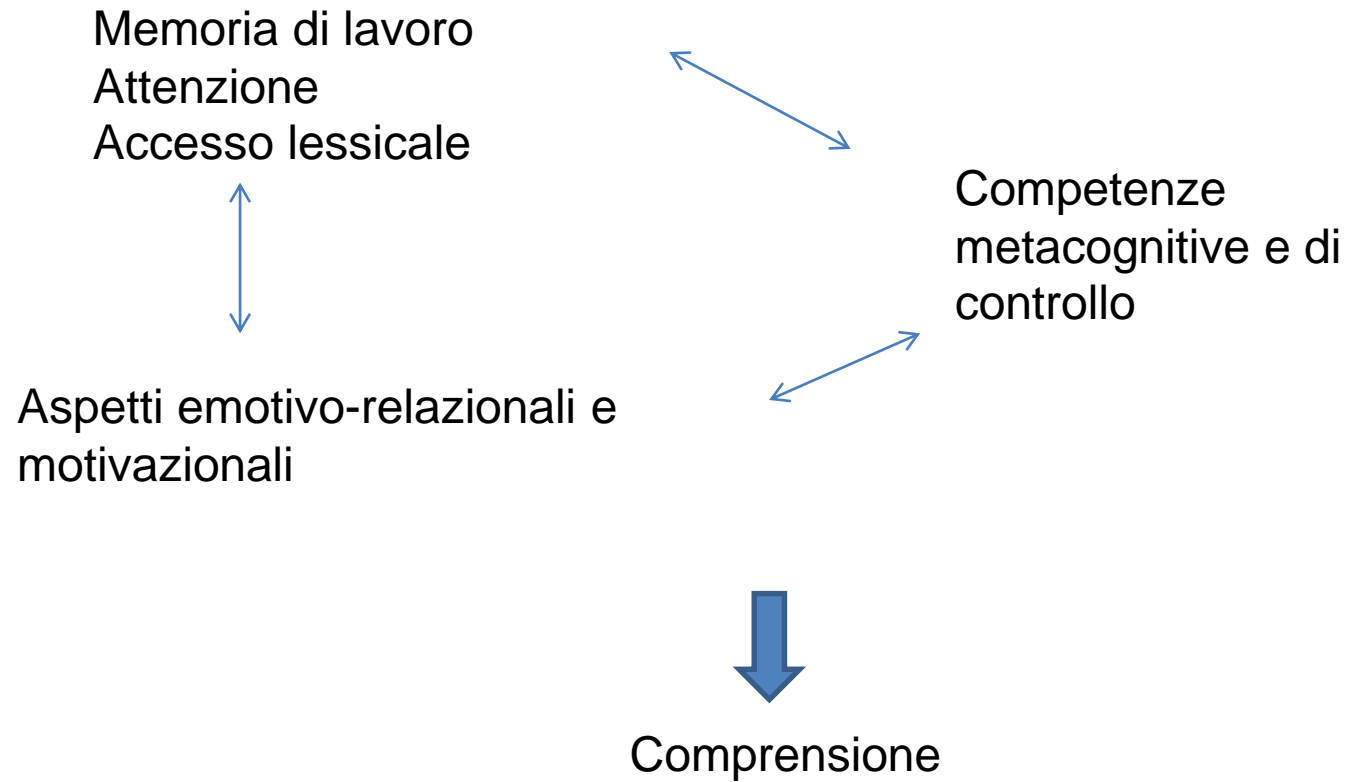 Memoria di lavoro
Attenzione
Accesso lessicale
Competenze
metacognitive e di
controllo
Aspetti emotivo-relazionali e
motivazionali
Comprensione